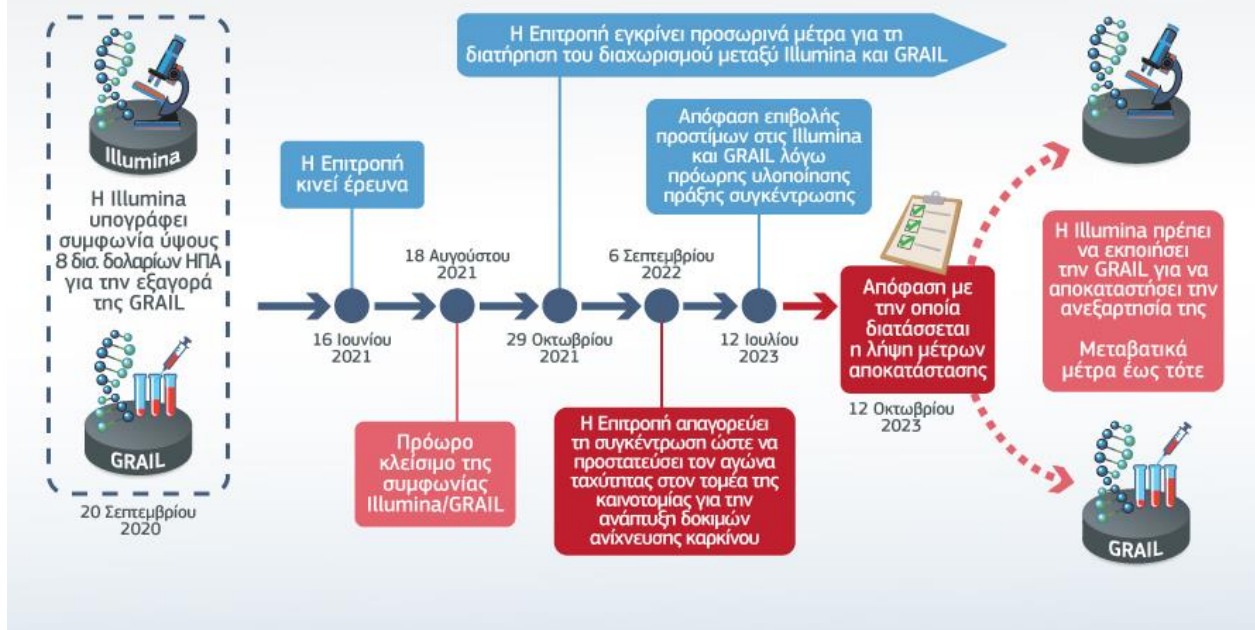 Illumina
Η Illumina
υπογράφει
συμφωνία ύψους
8 δισ. δολαρίων ΗΠΑ
για την εξαγορά
της GRAIL
GRAIL
20 Σεπτεμβρίου
2020
Η Επιτροπή
κινεί έρευνα
16 Ιουνίου
2021
18 Αυγούστου
2021
Πρόωρο
κλείσιμο της
συμφωνίας
Illumina/GRAIL
Η Επιτροπή εγκρίνει προσωρινά μέτρα για τη
διατήρηση του διαχωρισμού μεταξύ Illumina και GRAIL
29 Οκτωβρίου
2021
6 Σεπτεμβρίου
2022
Η Επιτροπή απαγορεύει
τη συγκέντρωση ώστε να
προστατεύσει τον αγώνα
ταχύτητας στον τομέα της
καινοτομίας για την
ανάπτυξη δοκιμών
ανίχνευσης καρκίνου
Απόφαση επιβολής
προστίμων στις Illumina
και GRAIL λόγω
πρόωρης υλοποίησης
πράξης συγκέντρωσης
12 Ιουλίου
2023
Απόφαση με
την οποία
διατάσσεται
η λήψη μέτρων
αποκατάστασης
12 Οκτωβρίου
2023
Η Illumina πρέπει
να εκποιήσει
την GRAIL για να
αποκαταστήσει την
ανεξαρτησία της
Μεταβατικά
μέτρα έως τότε
GRAIL